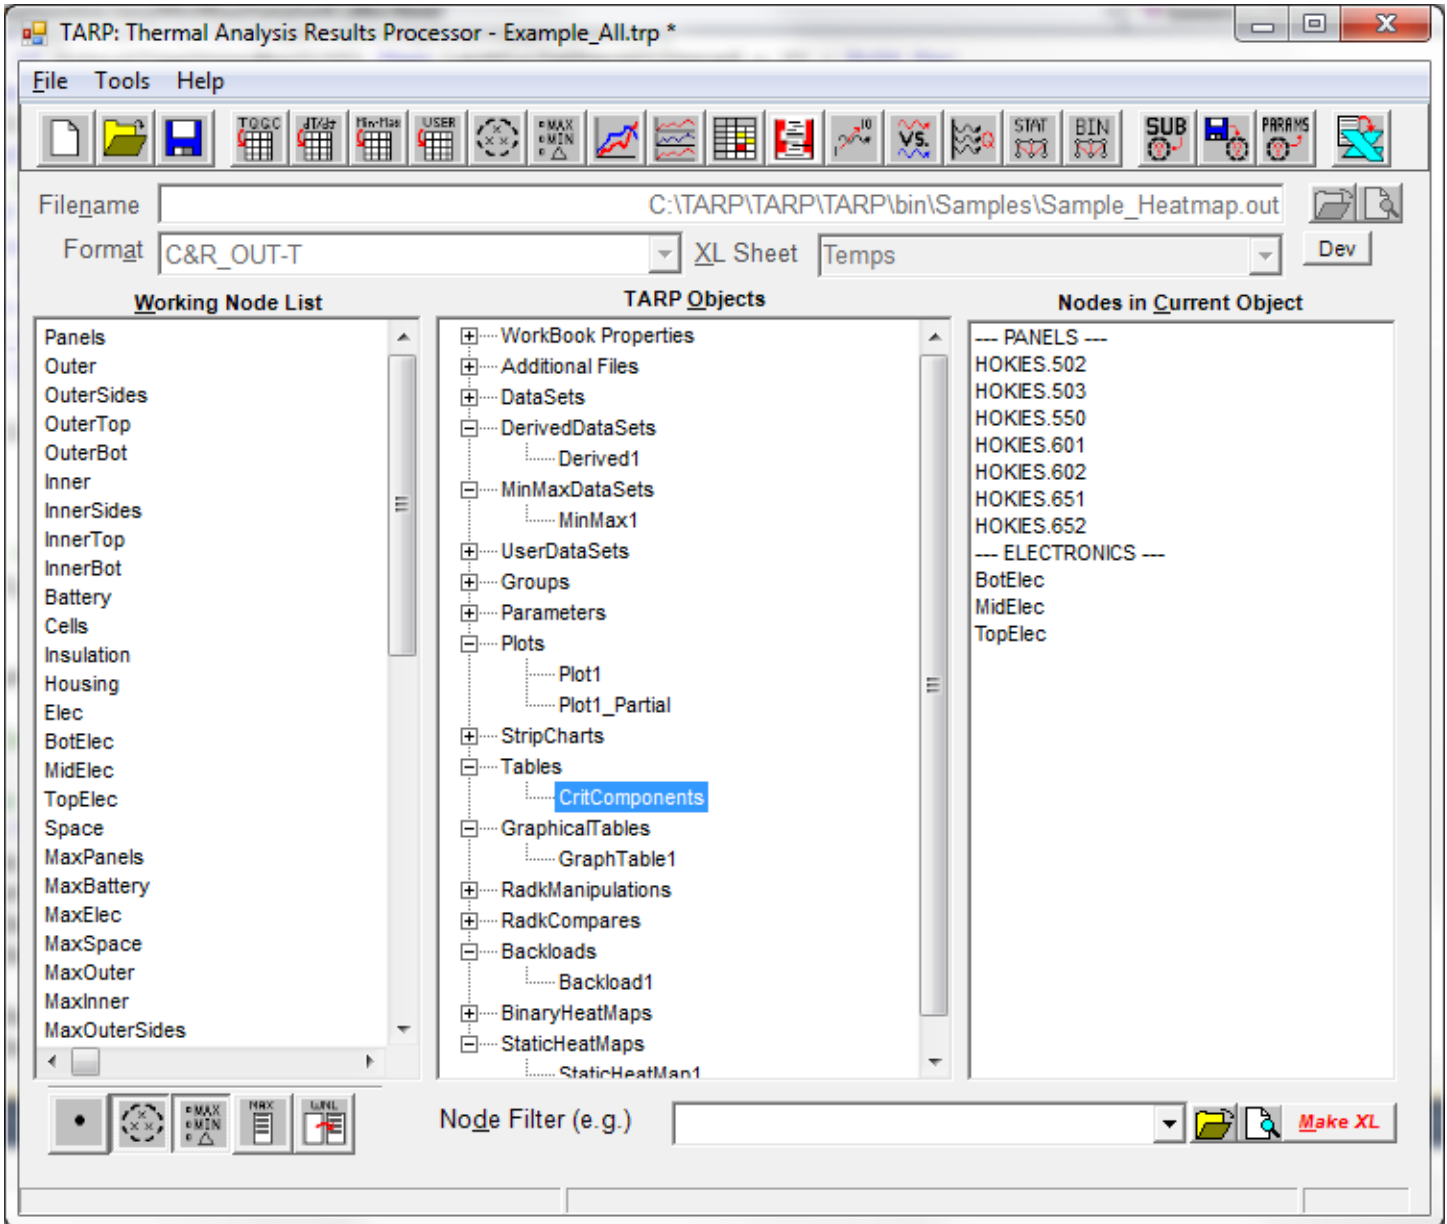 TARP: Thermal Analysis Results Processor - Example_All.trp *
File Tools Help
TQGC dT/dt Min-Max USER MAX MIN 10 VS. Q STAT BIN SUB PARAMS
Filename C:\TARP\TARP\TARP\bin\Samples\Sample_Heatmap.out
Format C&R_OUT-T XL Sheet Temps Dev
Working Node List
Panels
Outer
OuterSides
OuterTop
OuterBot
Inner
InnerSides
InnerTop
InnerBot
Battery
Cells
Insulation
Housing
Elec
BotElec
MidElec
TopElec
Space
MaxPanels
MaxBattery
MaxElec
MaxSpace
MaxOuter
MaxInner
MaxOuterSides
TARP Objects
WorkBook Properties
Additional Files
DataSets
DerivedDataSets
Derived1
MinMaxDataSets
MinMax1
UserDataSets
Groups
Parameters
Plots
Plot1
Plot1_Partial
StripCharts
Tables
CritComponents
GraphicalTables
GraphTable1
RadkManipulations
RadkCompares
Backloads
Backload1
BinaryHeatMaps
StaticHeatMaps
StaticHeatMap1
Nodes in Current Object
--- PANELS ---
HOKIES.502
HOKIES.503
HOKIES.550
HOKIES.601
HOKIES.602
HOKIES.651
HOKIES.652
--- ELECTRONICS ---
BotElec
MidElec
TopElec
MAX MIN MAX WNL
Node Filter (e.g.) Make XL